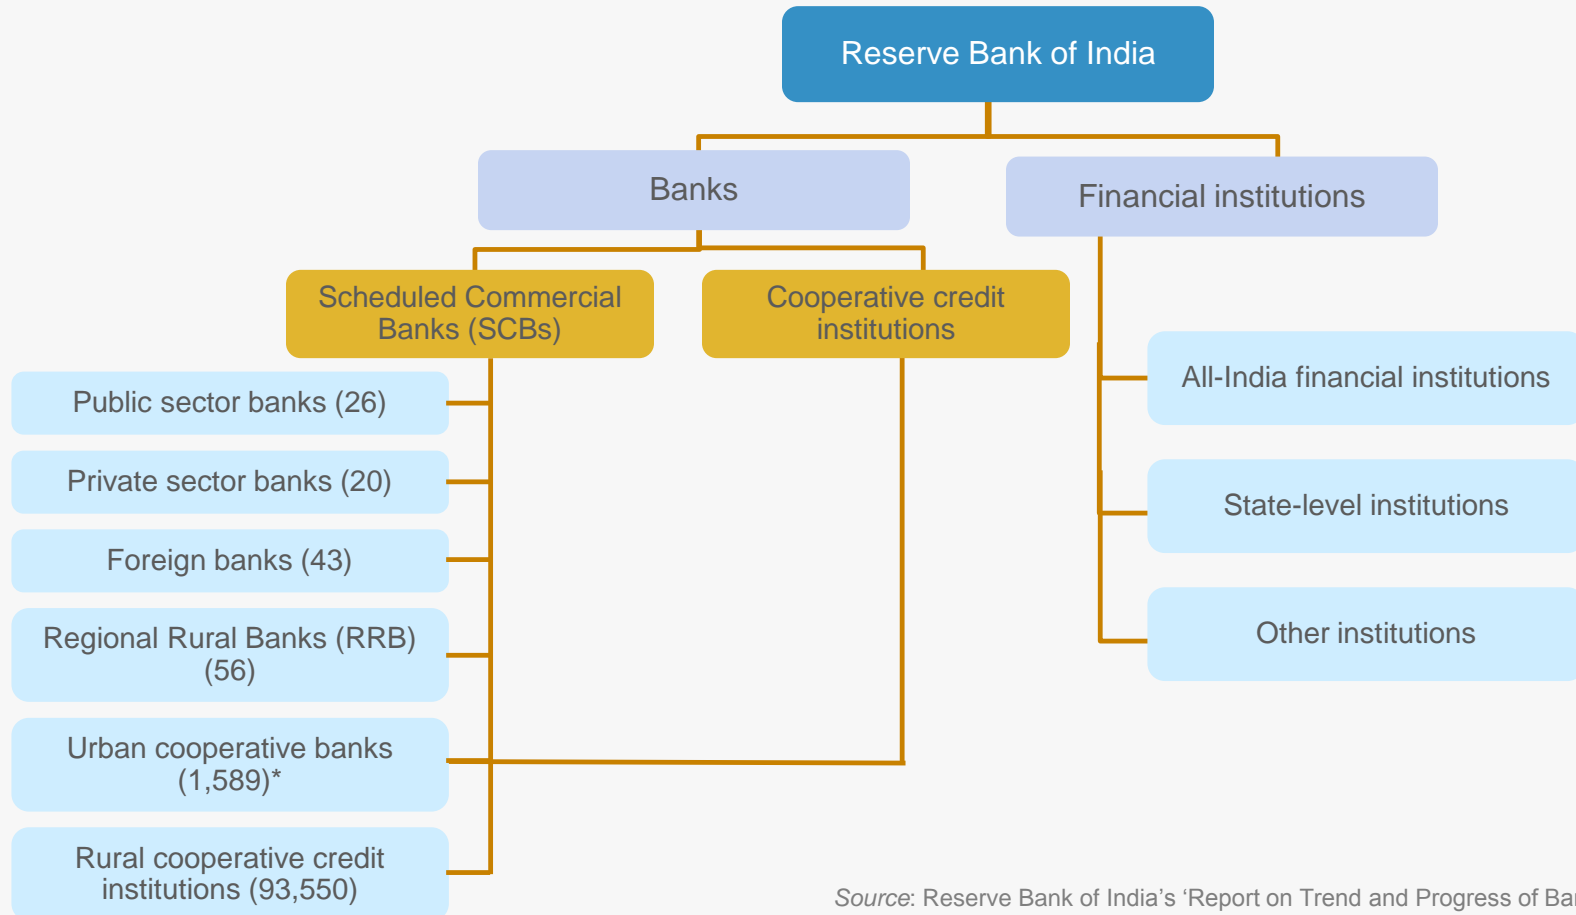 Reserve Bank of India
Banks
Financial institutions
Scheduled Commercial
Banks (SCBs)
Cooperative credit
institutions
Public sector banks (26)
Private sector banks (20)
Foreign banks (43)
Regional Rural Banks (RRB)
(56)
Urban cooperative banks
(1,589)*
Rural cooperative credit
institutions (93,550)
All-India financial institutions
State-level institutions
Other institutions
Source: Reserve Bank of India’s ‘Report on Trend and Progress of